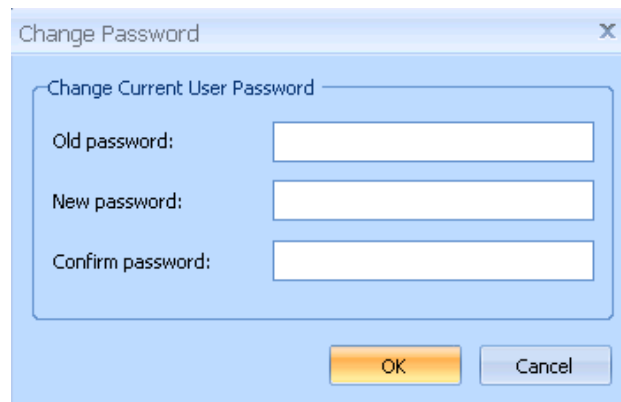 Change Password
Change Current User Password
Old password:
New password:
Confirm password:
OK Cancel